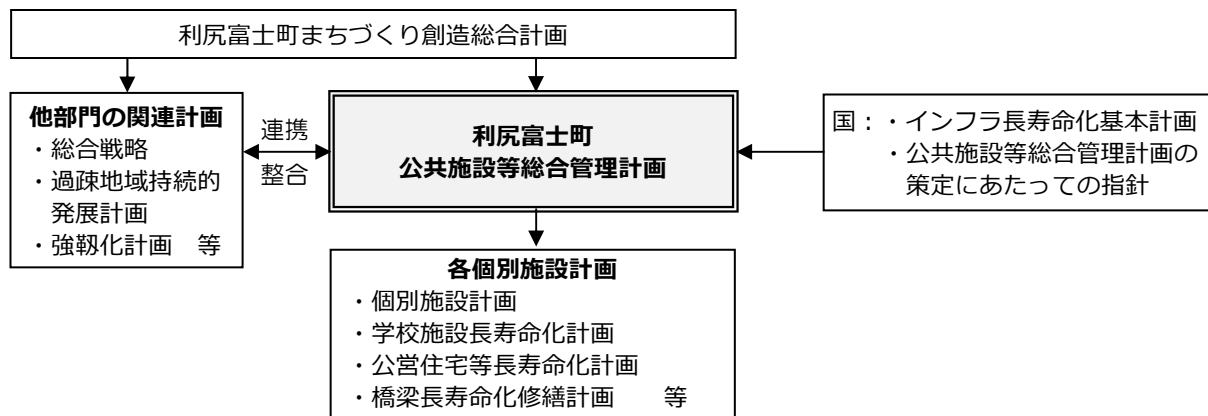 利尻富士町まちづくり創造総合計画
他部門の関連計画
・総合戦略
・過疎地域持続的
発展計画
・強靱化計画　等
連携
整合
利尻富士町
公共施設等総合管理計画
国：・インフラ長寿命化基本計画
・公共施設等総合管理計画の
策定にあたっての指針
各個別施設計画
・個別施設計画
・学校施設長寿命化計画
・公営住宅等長寿命化計画
・橋梁長寿命化修繕計画　　等